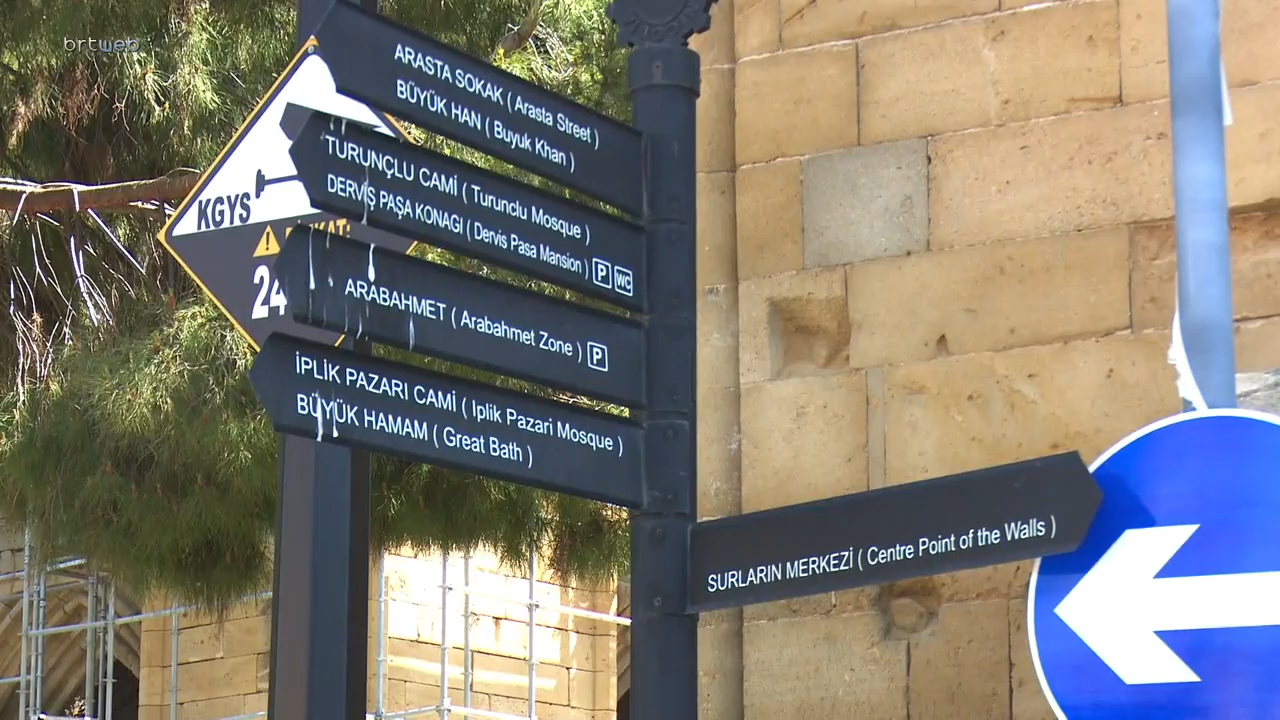 brtweb
ARASTA SOKAK ( Arasta Street )
BÜYÜK HAN ( Buyuk Khan )
TURUNÇLU CAMİ ( Turunclu Mosque )
DERVİŞ PAŞA KONAGI ( Dervis Pasa Mansion ) P WC
KGYS
24
ARABAHMET ( Arabahmet Zone ) P
İPLİK PAZARI CAMİ ( Iplik Pazari Mosque )
BÜYÜK HAMAM ( Great Bath )
SURLARIN MERKEZİ ( Centre Point of the Walls )